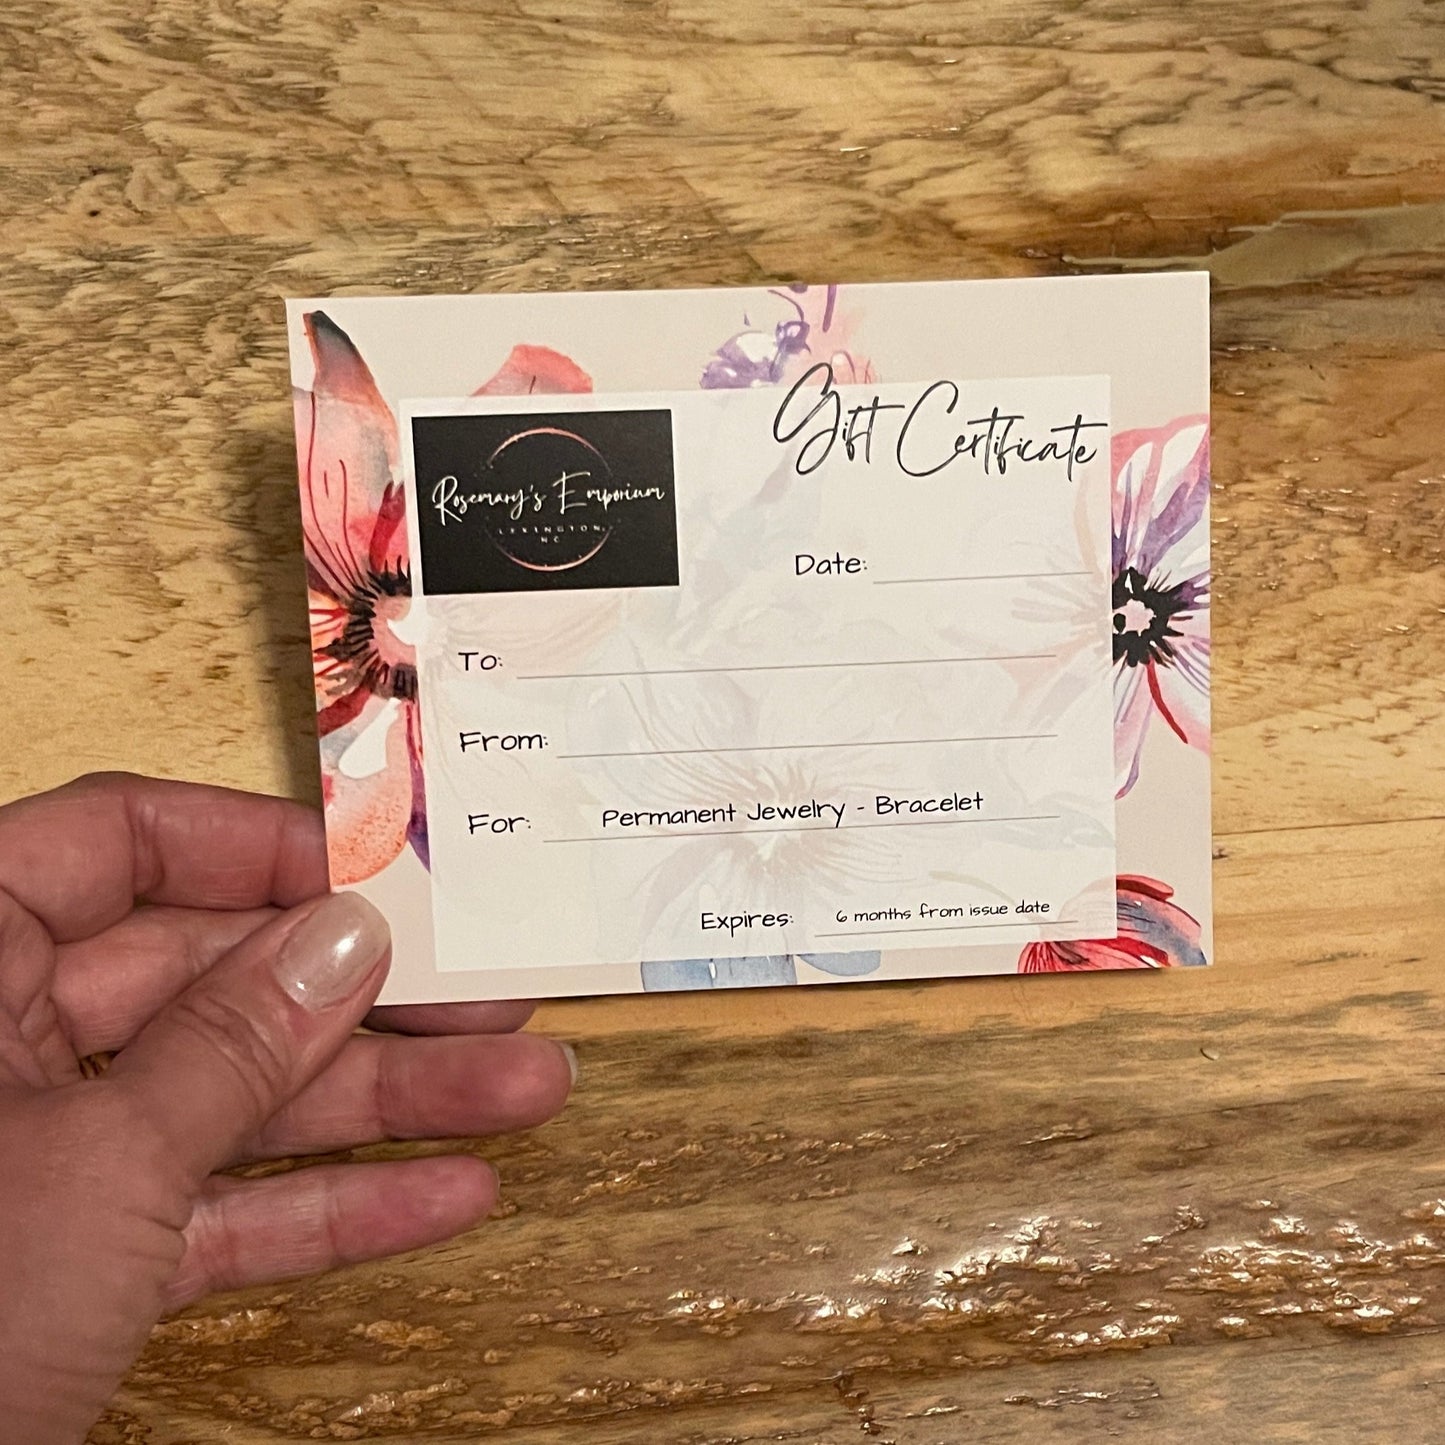 Rosemary's Emporium
LEXINGTON,
NC
Gift Certificate
Date:
To:
From:
For: Permanent Jewelry - Bracelet
Expires: 6 months from issue date